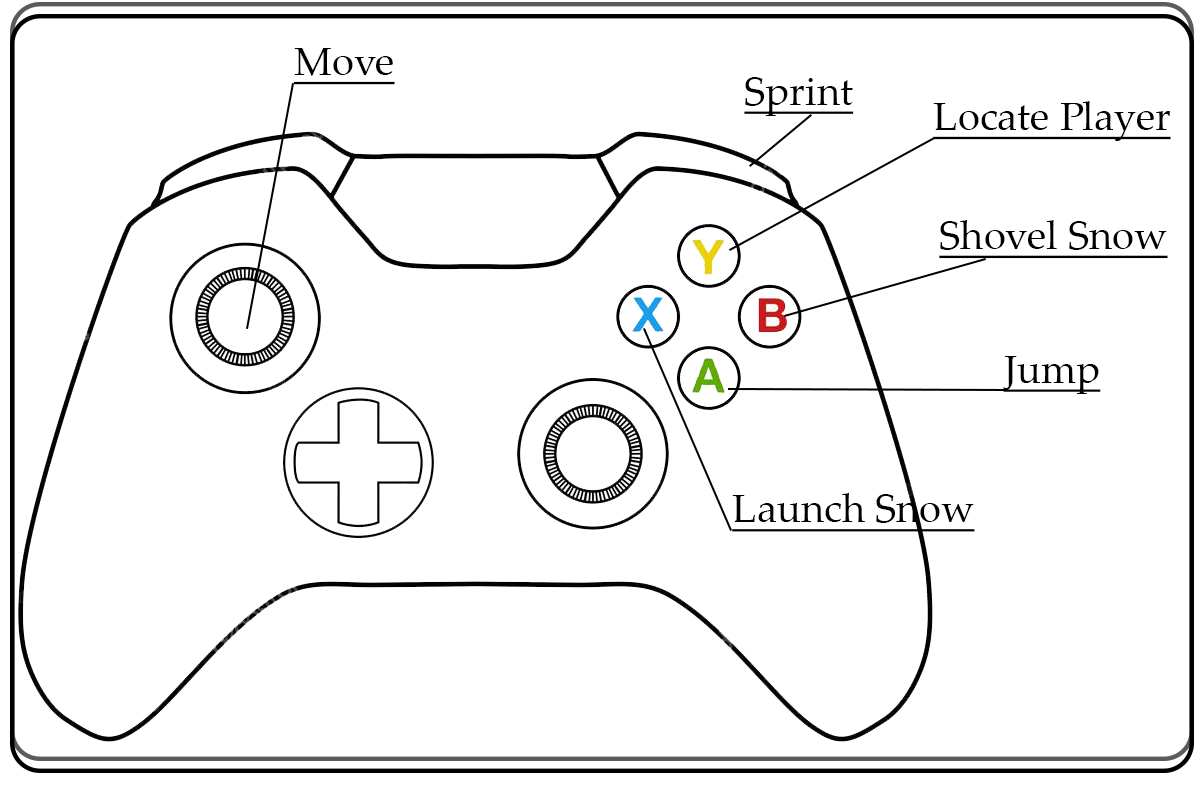 Move
Sprint
Locate Player
Y
Shovel Snow
X
B
Jump
A
Launch Snow